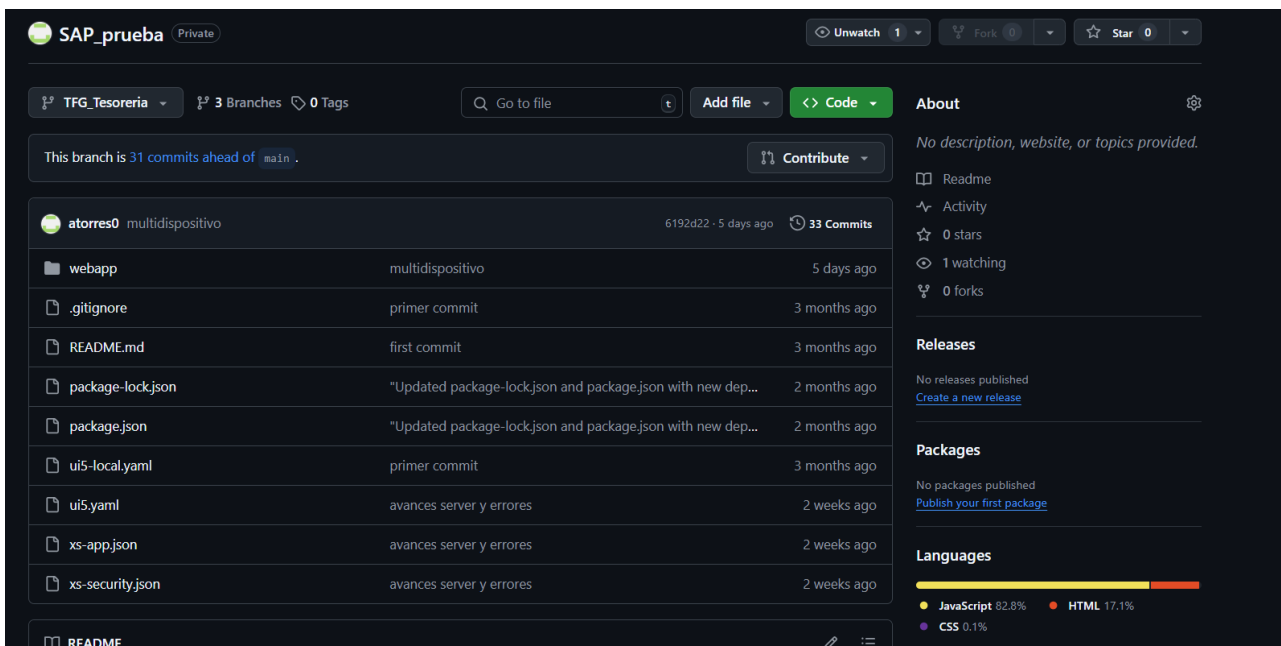 SAP_prueba Private Unwatch 1 Fork 0 Star 0
TFG_Tesoreria 3 Branches 0 Tags Go to file t Add file Code
This branch is 31 commits ahead of main . Contribute
atorres0 multidispositivo 6192d22 · 5 days ago 33 Commits
webapp multidispositivo 5 days ago
.gitignore primer commit 3 months ago
README.md first commit 3 months ago
package-lock.json "Updated package-lock.json and package.json with new dep... 2 months ago
package.json "Updated package-lock.json and package.json with new dep... 2 months ago
ui5-local.yaml primer commit 3 months ago
ui5.yaml avances server y errores 2 weeks ago
xs-app.json avances server y errores 2 weeks ago
xs-security.json avances server y errores 2 weeks ago
README
About
No description, website, or topics provided.
Readme
Activity
0 stars
1 watching
0 forks
Releases
No releases published
Create a new release
Packages
No packages published
Publish your first package
Languages
JavaScript 82.8% HTML 17.1%
CSS 0.1%